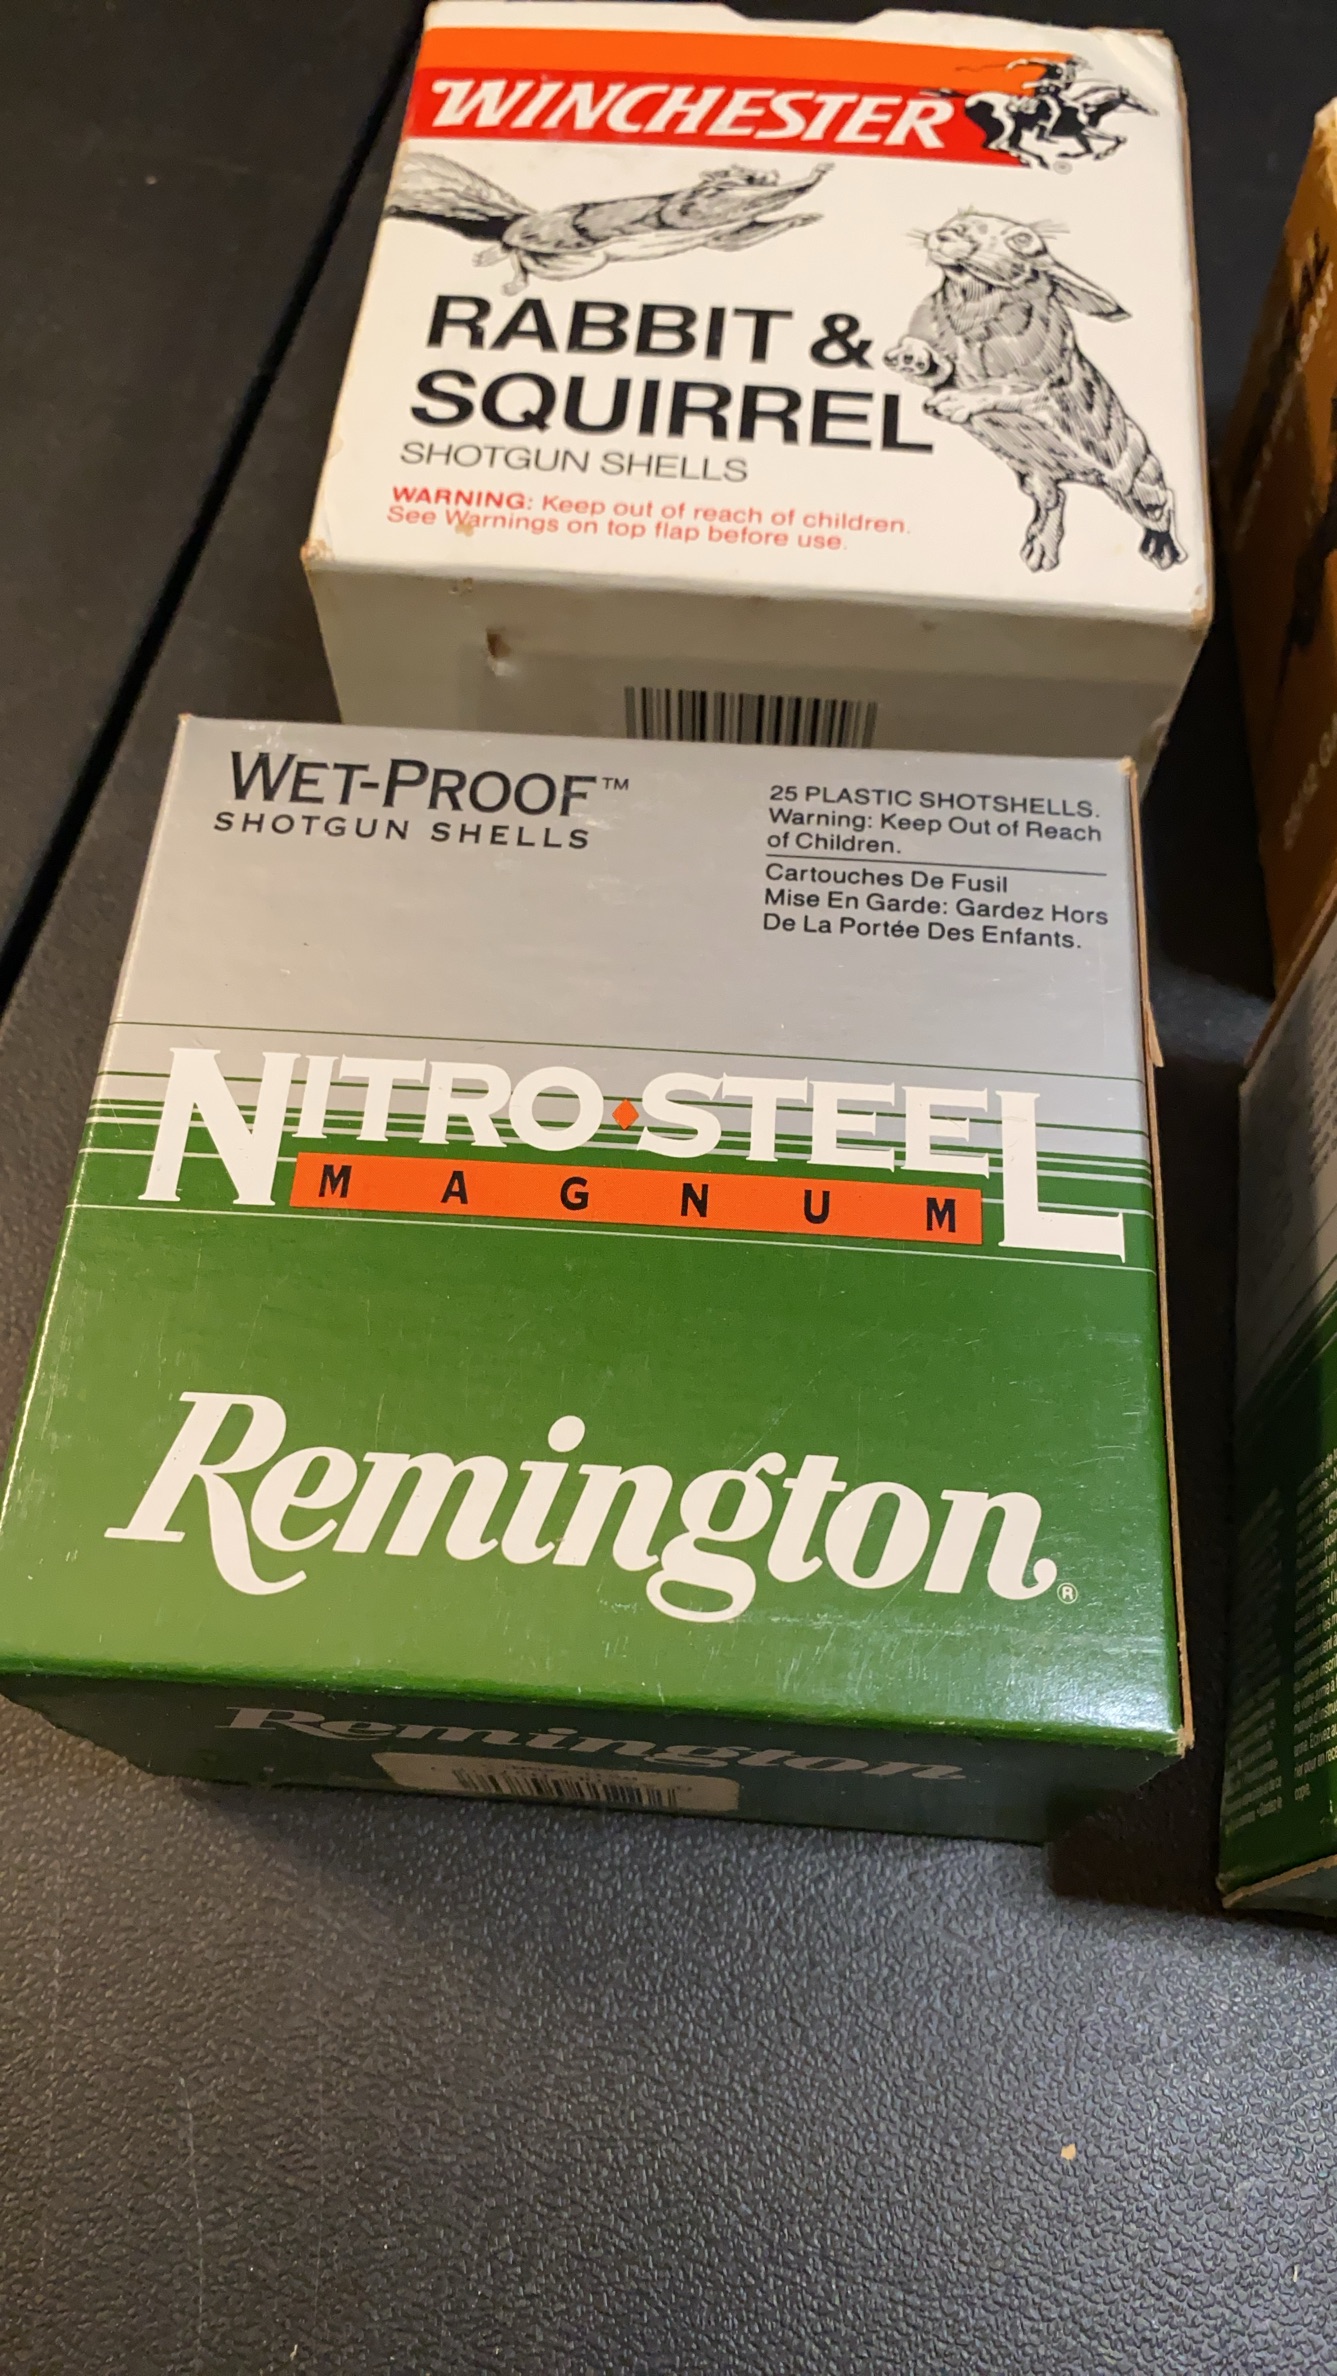 WINCHESTER
®
RABBIT &
SQUIRREL
SHOTGUN SHELLS
WARNING: Keep out of reach of children.
See Warnings on top flap before use.
WET-PROOF™
SHOTGUN SHELLS
25 PLASTIC SHOTSHELLS.
Warning: Keep Out of Reach
of Children.
Cartouches De Fusil
Mise En Garde: Gardez Hors
De La Portée Des Enfants.
NITRO STEEL
MAGNUM
Remington®
Remington